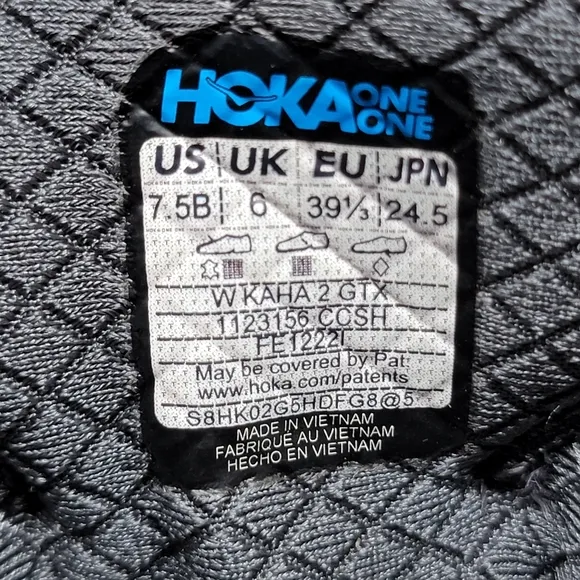 HOKA ONE ONE
US UK EU JPN
7.5B 6 39⅓ 24.5
W KAHA 2 GTX
1123156 CCSH
FE1222I
May be covered by Pat.
www.hoka.com/patents
S8HK02G5HDFG8@5
MADE IN VIETNAM
FABRIQUÉ AU VIETNAM
HECHO EN VIETNAM